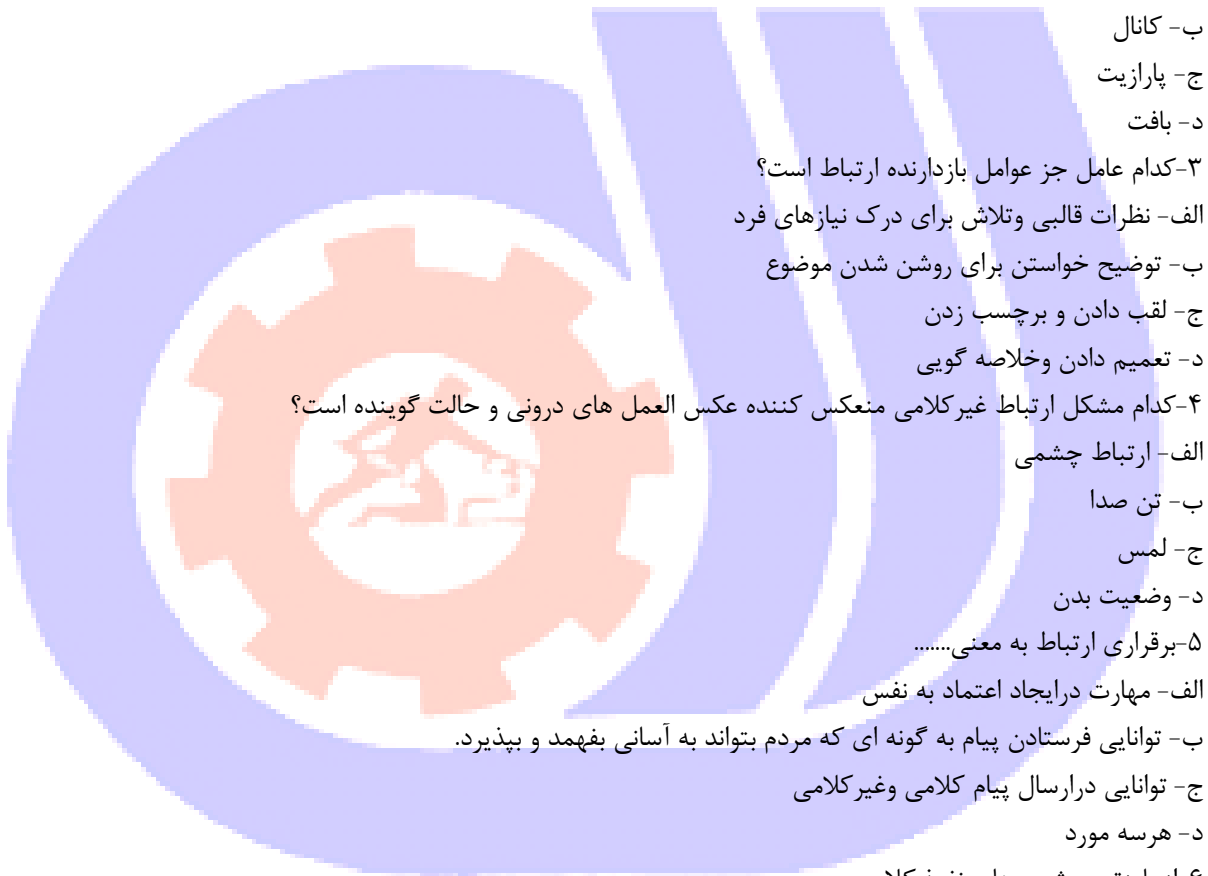 ب- کانال
ج- پارازیت
د- بافت
۳-کدام عامل جز عوامل بازدارنده ارتباط است؟
الف- نظرات قالبی وتلاش برای درک نیازهای فرد
ب- توضیح خواستن برای روشن شدن موضوع
ج- لقب دادن و برچسب زدن
د- تعمیم دادن وخلاصه گویی
۴-کدام مشکل ارتباط غیرکلامی منعکس کننده عکس العمل های درونی و حالت گوینده است؟
الف- ارتباط چشمی
ب- تن صدا
ج- لمس
د- وضعیت بدن
۵-برقراری ارتباط به معنی.......
الف- مهارت درایجاد اعتماد به نفس
ب- توانایی فرستادن پیام به گونه ای که مردم بتواند به آسانی بفهمد و بپذیرد.
ج- توانایی درارسال پیام کلامی وغیرکلامی
د- هرسه مورد